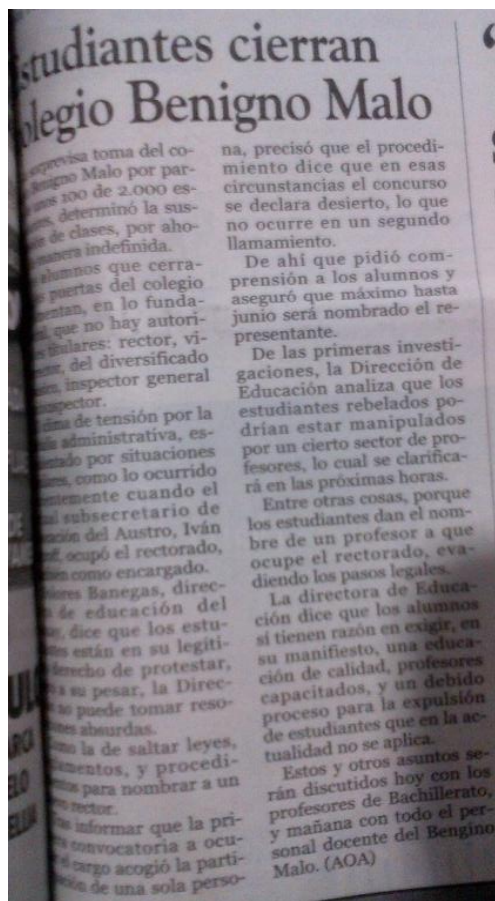 studiantes cierran
olegio Benigno Malo
sorpresiva toma del co-
Benigno Malo por par-
unos 100 de 2.000 es-
determinó la sus-
de clases, por aho-
manera indefinida.
alumnos que cerra-
puertas del colegio
mentan, en lo funda-
que no hay autori-
titulares: rector, vi-
del diversificado
inspector general
inspector.
clima de tensión por la
administrativa, es-
por situaciones
como lo ocurrido
cuando el
subsecretario de
ción del Austro, Iván
ocupó el rectorado,
como encargado.
Banegas, direc-
de educación del
dice que los estu-
están en su legíti-
derecho de protestar,
a su pesar, la Direc-
no puede tomar reso-
absurdas.
la de saltar leyes,
mentos, y procedi-
para nombrar a un
rector.
informar que la pri-
convocatoria a ocu-
cargo acogió la parti-
ción de una sola perso-
na, precisó que el procedi-
miento dice que en esas
circunstancias el concurso
se declara desierto, lo que
no ocurre en un segundo
llamamiento.
De ahí que pidió com-
prensión a los alumnos y
aseguró que máximo hasta
junio será nombrado el re-
presentante.
De las primeras investi-
gaciones, la Dirección de
Educación analiza que los
estudiantes rebelados po-
drían estar manipulados
por un cierto sector de pro-
fesores, lo cual se clarifica-
rá en las próximas horas.
Entre otras cosas, porque
los estudiantes dan el nom-
bre de un profesor a que
ocupe el rectorado, eva-
diendo los pasos legales.
La directora de Educa-
ción dice que los alumnos
sí tienen razón en exigir, en
su manifiesto, una educa-
ción de calidad, profesores
capacitados, y un debido
proceso para la expulsión
de estudiantes que en la ac-
tualidad no se aplica.
Estos y otros asuntos se-
rán discutidos hoy con los
profesores de Bachillerato,
y mañana con todo el per-
sonal docente del Bengino
Malo. (AOA)